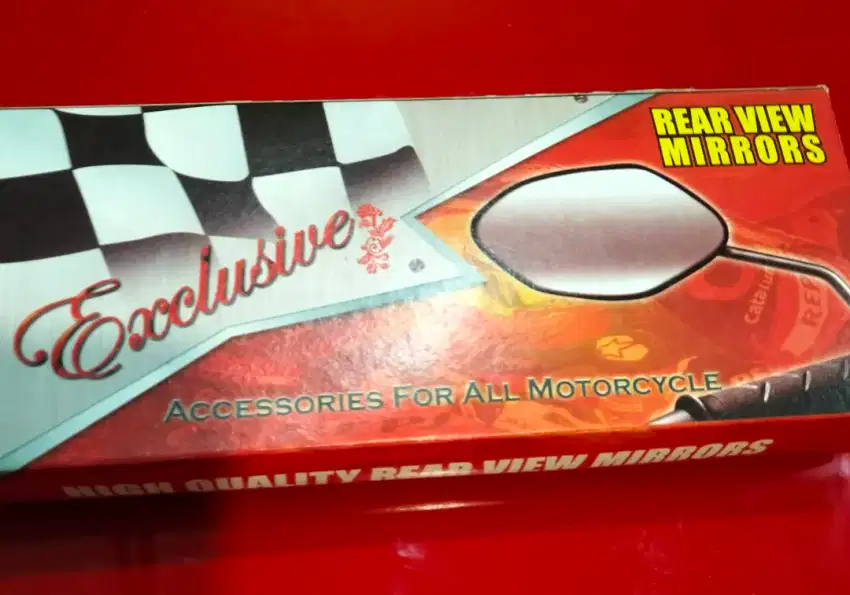 REAR VIEW
MIRRORS
Exclusive
ACCESSORIES FOR ALL MOTORCYCLE
HIGH QUALITY REAR VIEW MIRRORS